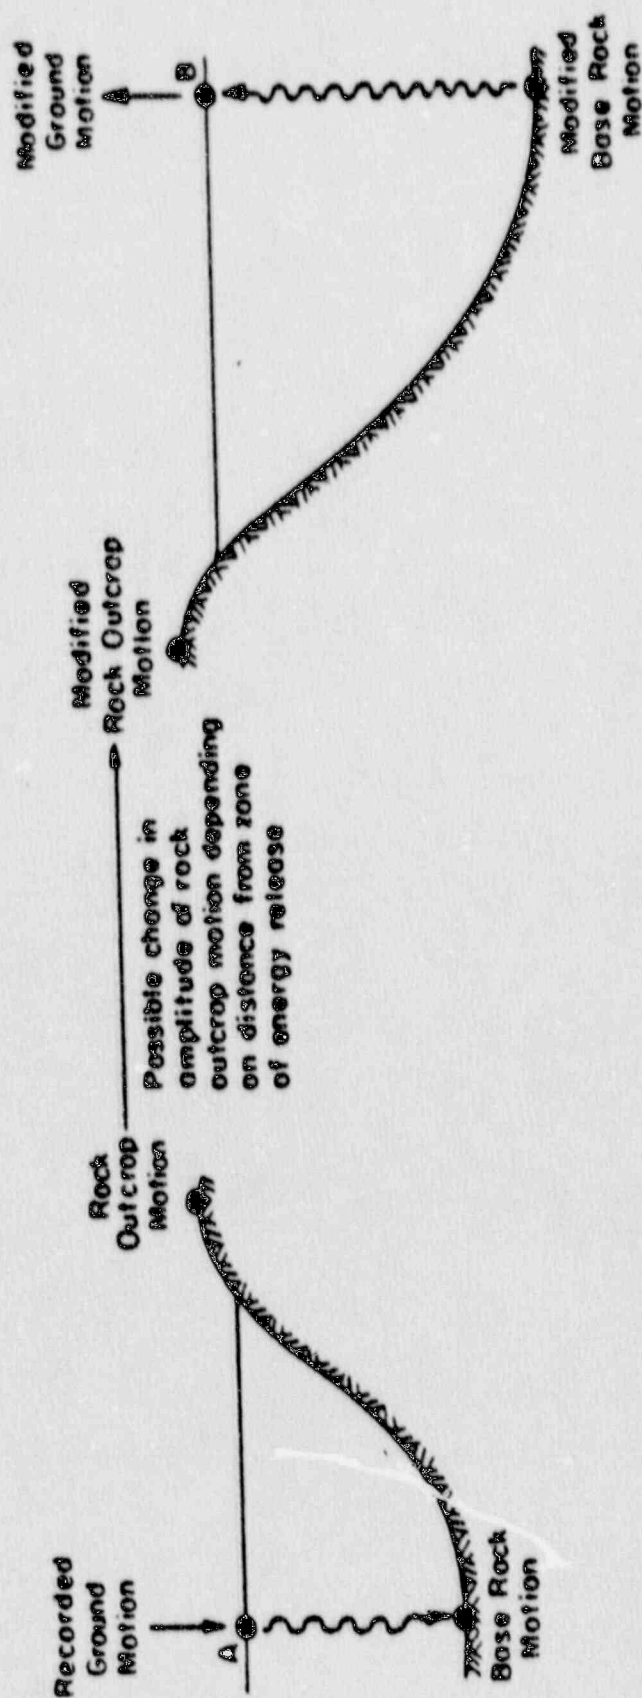 Recorded
Ground
Motion
A
Base Rock
Motion
Rock
Outcrop
Motion
Possible change in
amplitude of rock
outcrop motion depending
on distance from zone
of energy release
Modified
Rock Outcrop
Motion
Modified
Ground
Motion
B
Modified
Base Rock
Motion